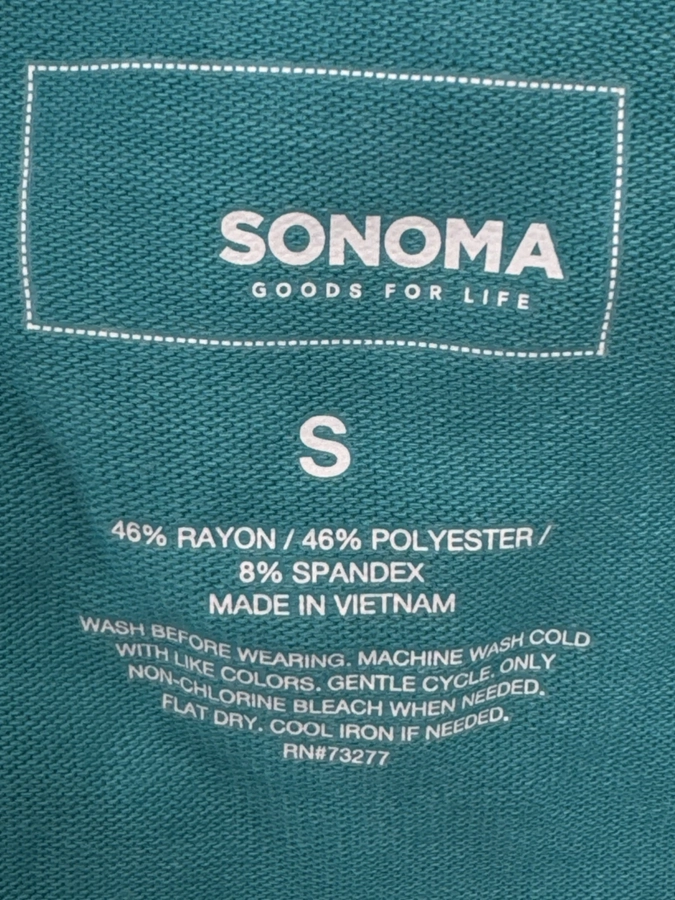 SONOMA
GOODS FOR LIFE
S
46% RAYON / 46% POLYESTER /
8% SPANDEX
MADE IN VIETNAM
WASH BEFORE WEARING. MACHINE WASH COLD
WITH LIKE COLORS. GENTLE CYCLE. ONLY
NON-CHLORINE BLEACH WHEN NEEDED.
FLAT DRY. COOL IRON IF NEEDED.
RN#73277